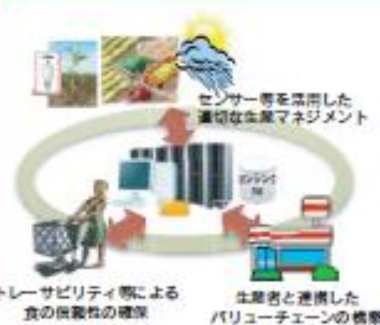 センサー等を活用した
適切な生産マネジメント
トレーサビリティ等による
食の信頼性の確保
生産者と連携した
バリューチェーンの構築